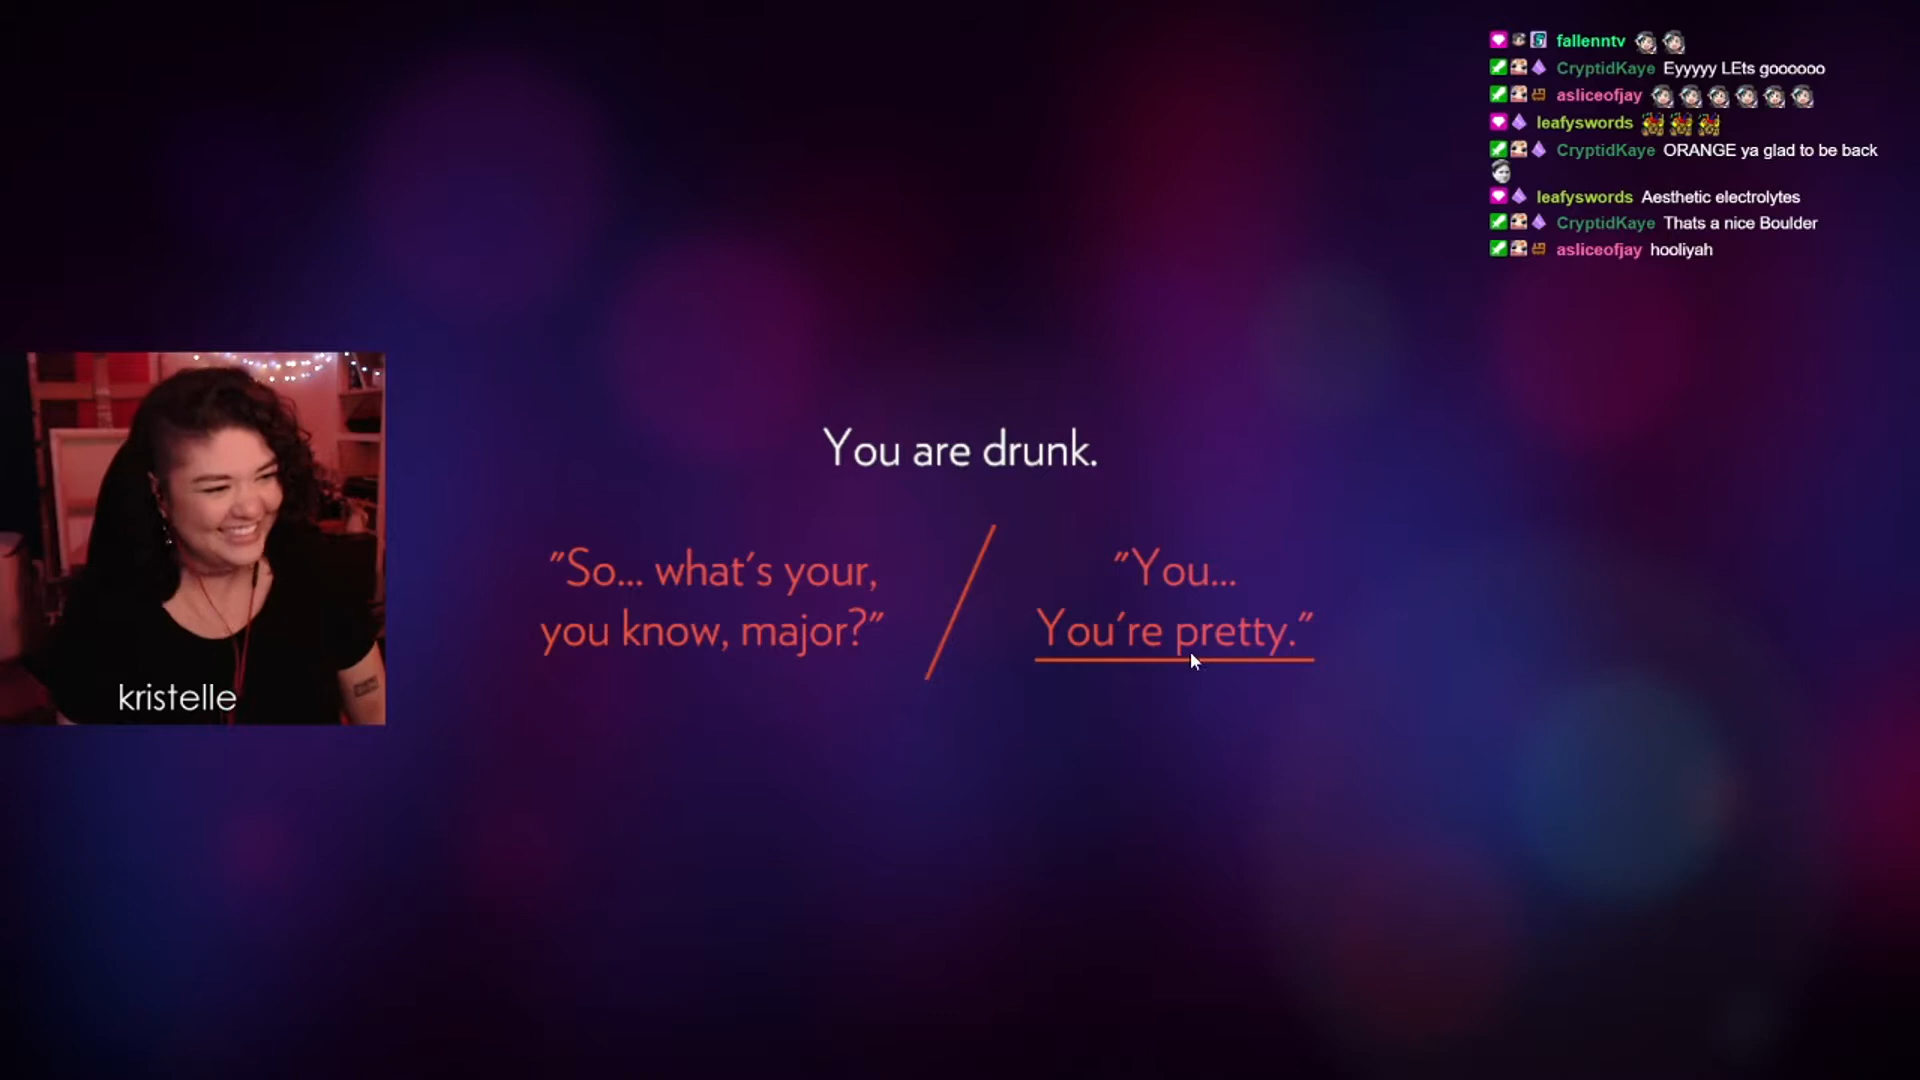 fallenntv
CryptidKaye Eyyyyy LEts goooooo
asliceofjay
leafyswords
CryptidKaye ORANGE ya glad to be back
leafyswords Aesthetic electrolytes
CryptidKaye Thats a nice Boulder
asliceofjay hooliyah
You are drunk.
"So... what's your,
you know, major?"
"You...
You're pretty."
kristelle